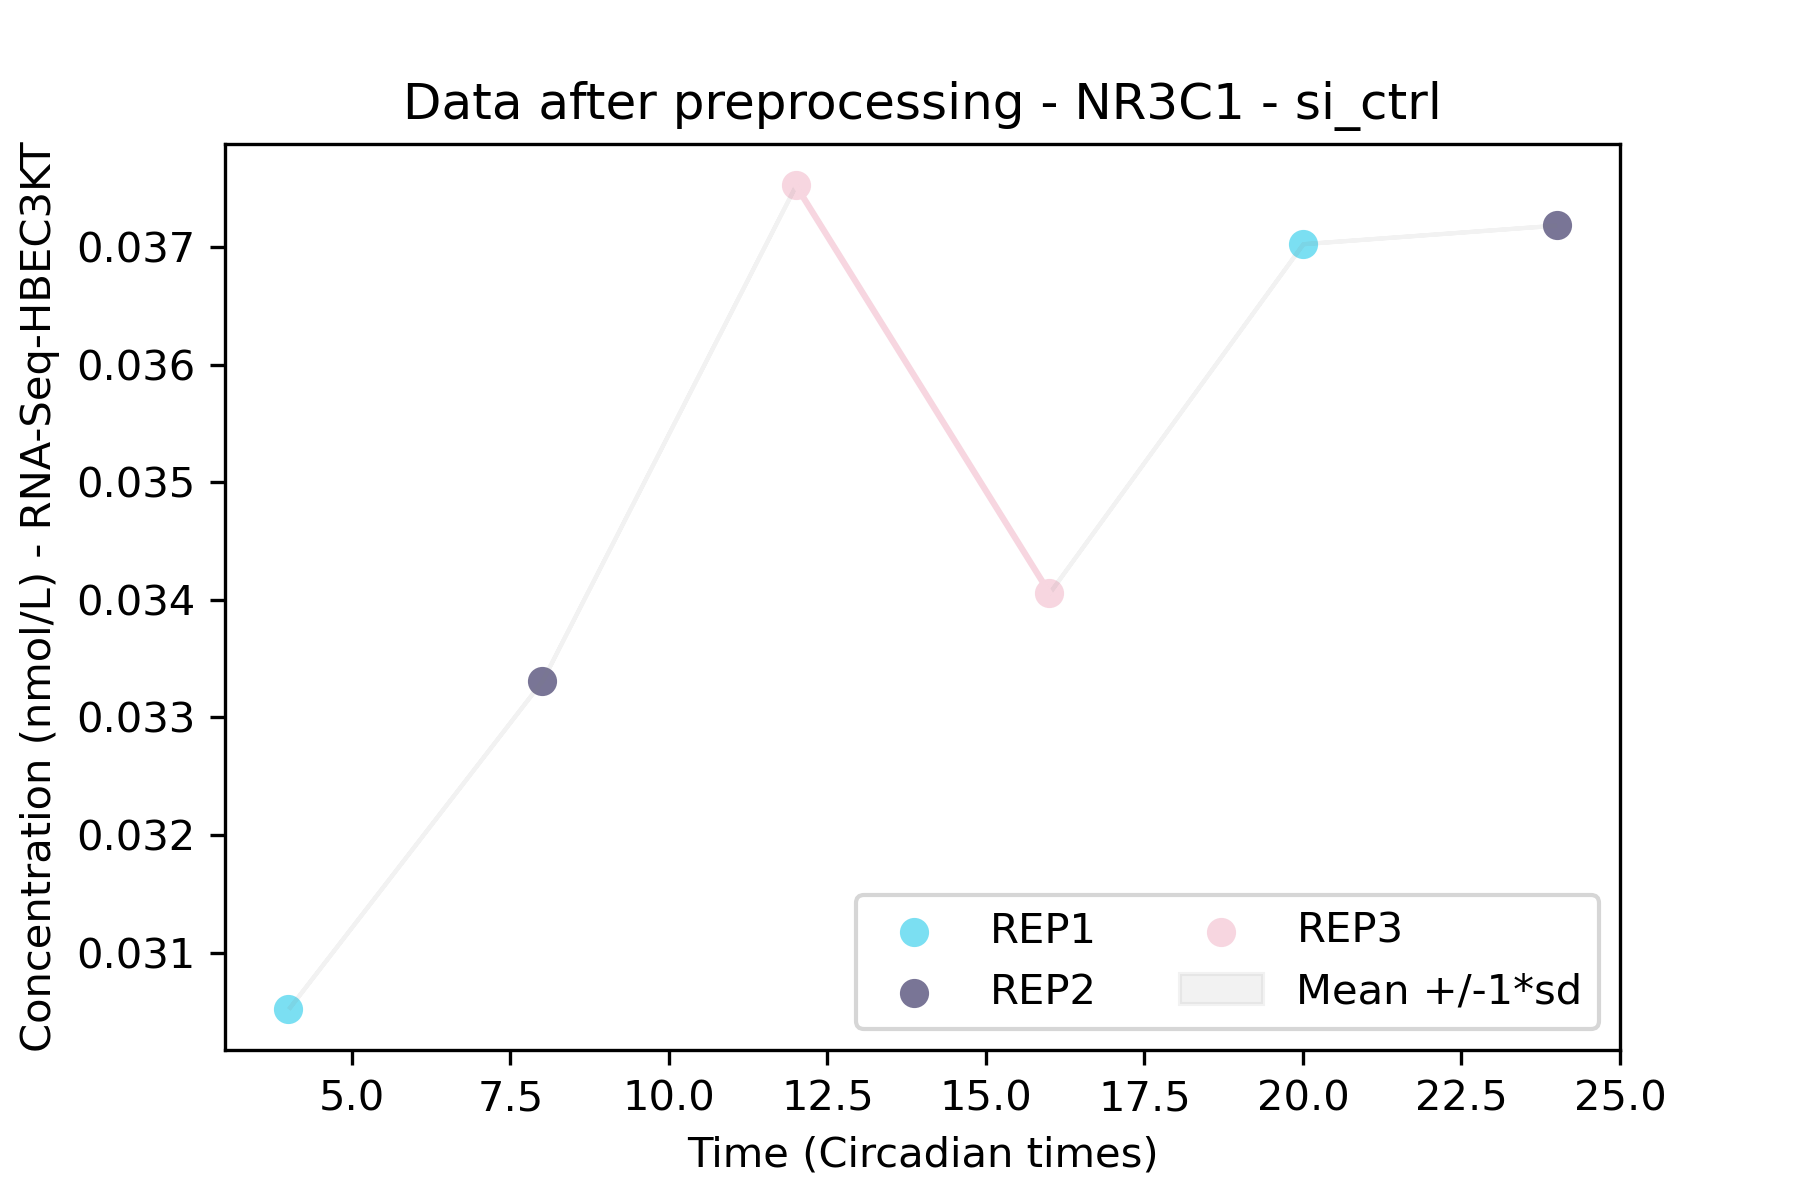 Data after preprocessing - NR3C1 - si_ctrl
Concentration (nmol/L) - RNA-Seq-HBEC3KT
0.037
0.036
0.035
0.034
0.033
0.032
0.031
REP1
REP2
REP3
Mean +/-1*sd
5.0 7.5 10.0 12.5 15.0 17.5 20.0 22.5 25.0
Time (Circadian times)